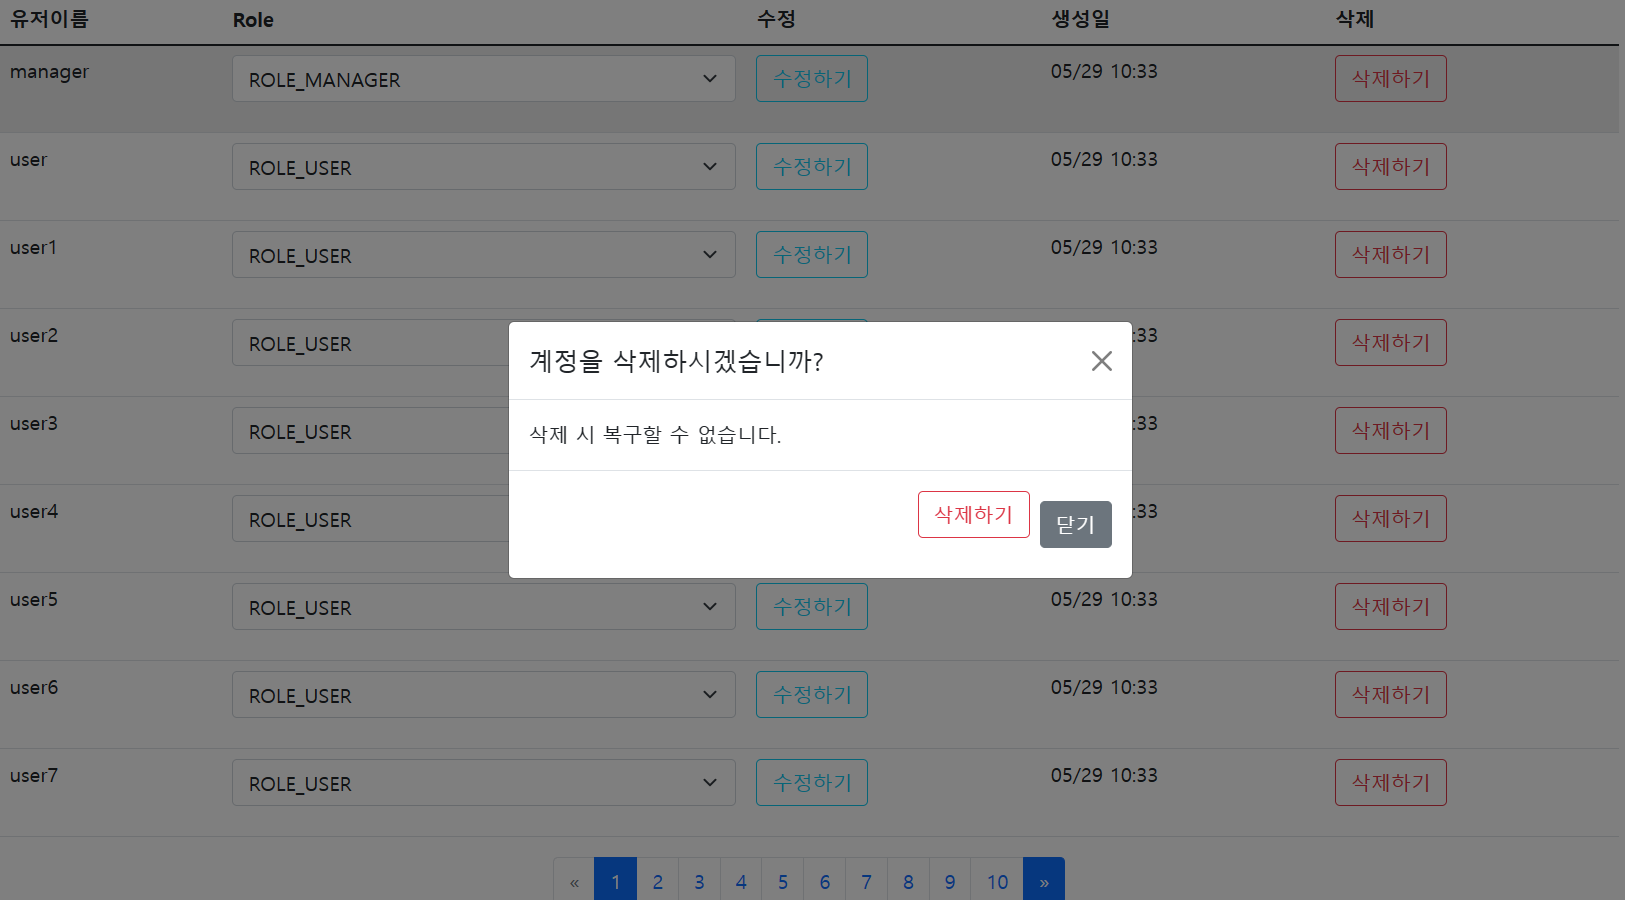 유저이름 Role 수정 생성일 삭제
manager ROLE_MANAGER 수정하기 05/29 10:33 삭제하기
user ROLE_USER 수정하기 05/29 10:33 삭제하기
user1 ROLE_USER 수정하기 05/29 10:33 삭제하기
user2 ROLE_USER :33 삭제하기
계정을 삭제하시겠습니까?
user3 ROLE_USER :33 삭제하기
삭제 시 복구할 수 없습니다.
user4 ROLE_USER :33 삭제하기
삭제하기 닫기
user5 ROLE_USER 수정하기 05/29 10:33 삭제하기
user6 ROLE_USER 수정하기 05/29 10:33 삭제하기
user7 ROLE_USER 수정하기 05/29 10:33 삭제하기
« 1 2 3 4 5 6 7 8 9 10 »